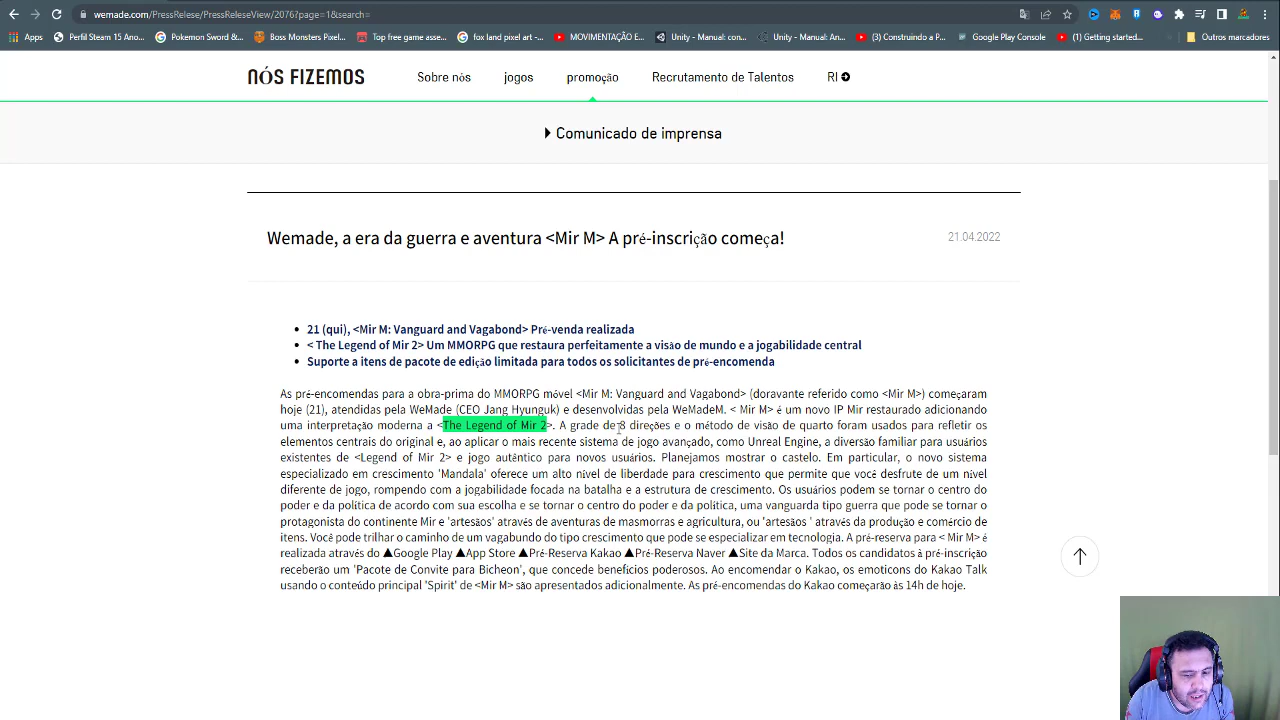 wemade.com/PressRelese/PressReleseView/2076?page=1&search=
Apps Perfil Steam 15 Ano... Pokemon Sword &... Boss Monsters Pixel... Top free game asse... fox land pixel art -... MOVIMENTAÇÃO E... Unity - Manual: con... Unity - Manual: An... (3) Construindo a P... Google Play Console (1) Getting started... Outros marcadores
NÓS FIZEMOS Sobre nós jogos promoção Recrutamento de Talentos RI
Comunicado de imprensa
Wemade, a era da guerra e aventura <Mir M> A pré-inscrição começa! 21.04.2022
• 21 (qui), <Mir M: Vanguard and Vagabond> Pré-venda realizada
• < The Legend of Mir 2> Um MMORPG que restaura perfeitamente a visão de mundo e a jogabilidade central
• Suporte a itens de pacote de edição limitada para todos os solicitantes de pré-encomenda
As pré-encomendas para a obra-prima do MMORPG móvel <Mir M: Vanguard and Vagabond> (doravante referido como <Mir M>) começaram
hoje (21), atendidas pela WeMade (CEO Jang Hyunguk) e desenvolvidas pela WeMadeM. < Mir M> é um novo IP Mir restaurado adicionando
uma interpretação moderna a <The Legend of Mir 2>. A grade de 8 direções e o método de visão de quarto foram usados para refletir os
elementos centrais do original e, ao aplicar o mais recente sistema de jogo avançado, como Unreal Engine, a diversão familiar para usuários
existentes de <Legend of Mir 2> e jogo autêntico para novos usuários. Planejamos mostrar o castelo. Em particular, o novo sistema
especializado em crescimento 'Mandala' oferece um alto nível de liberdade para crescimento que permite que você desfrute de um nível
diferente de jogo, rompendo com a jogabilidade focada na batalha e a estrutura de crescimento. Os usuários podem se tornar o centro do
poder e da política de acordo com sua escolha e se tornar o centro do poder e da política, uma vanguarda tipo guerra que pode se tornar o
protagonista do continente Mir e 'artesãos' através de aventuras de masmorras e agricultura, ou 'artesãos ' através da produção e comércio de
itens. Você pode trilhar o caminho de um vagabundo do tipo crescimento que pode se especializar em tecnologia. A pré-reserva para < Mir M> é
realizada através do ▲Google Play ▲App Store ▲Pré-Reserva Kakao ▲Pré-Reserva Naver ▲Site da Marca. Todos os candidatos à pré-inscrição
receberão um 'Pacote de Convite para Bicheon', que concede benefícios poderosos. Ao encomendar o Kakao, os emoticons do Kakao Talk
usando o conteúdo principal 'Spirit' de <Mir M> são apresentados adicionalmente. As pré-encomendas do Kakao começarão às 14h de hoje.